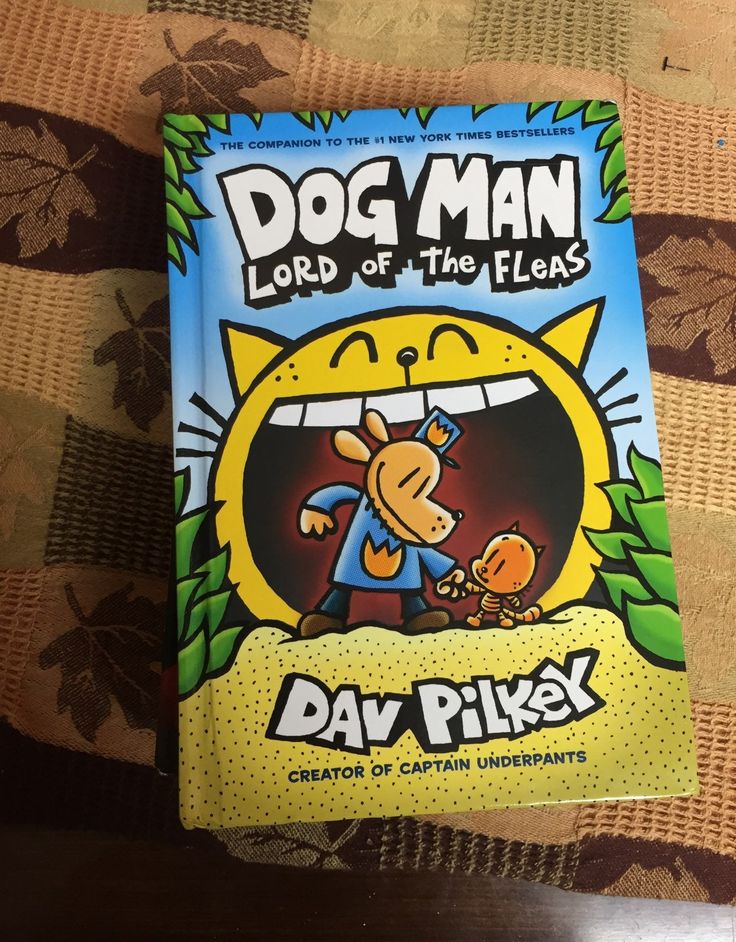 THE COMPANION TO THE #1 NEW YORK TIMES BESTSELLERS
DOG MAN
LORD OF THE FLEAS
DAV PILKEY
CREATOR OF CAPTAIN UNDERPANTS